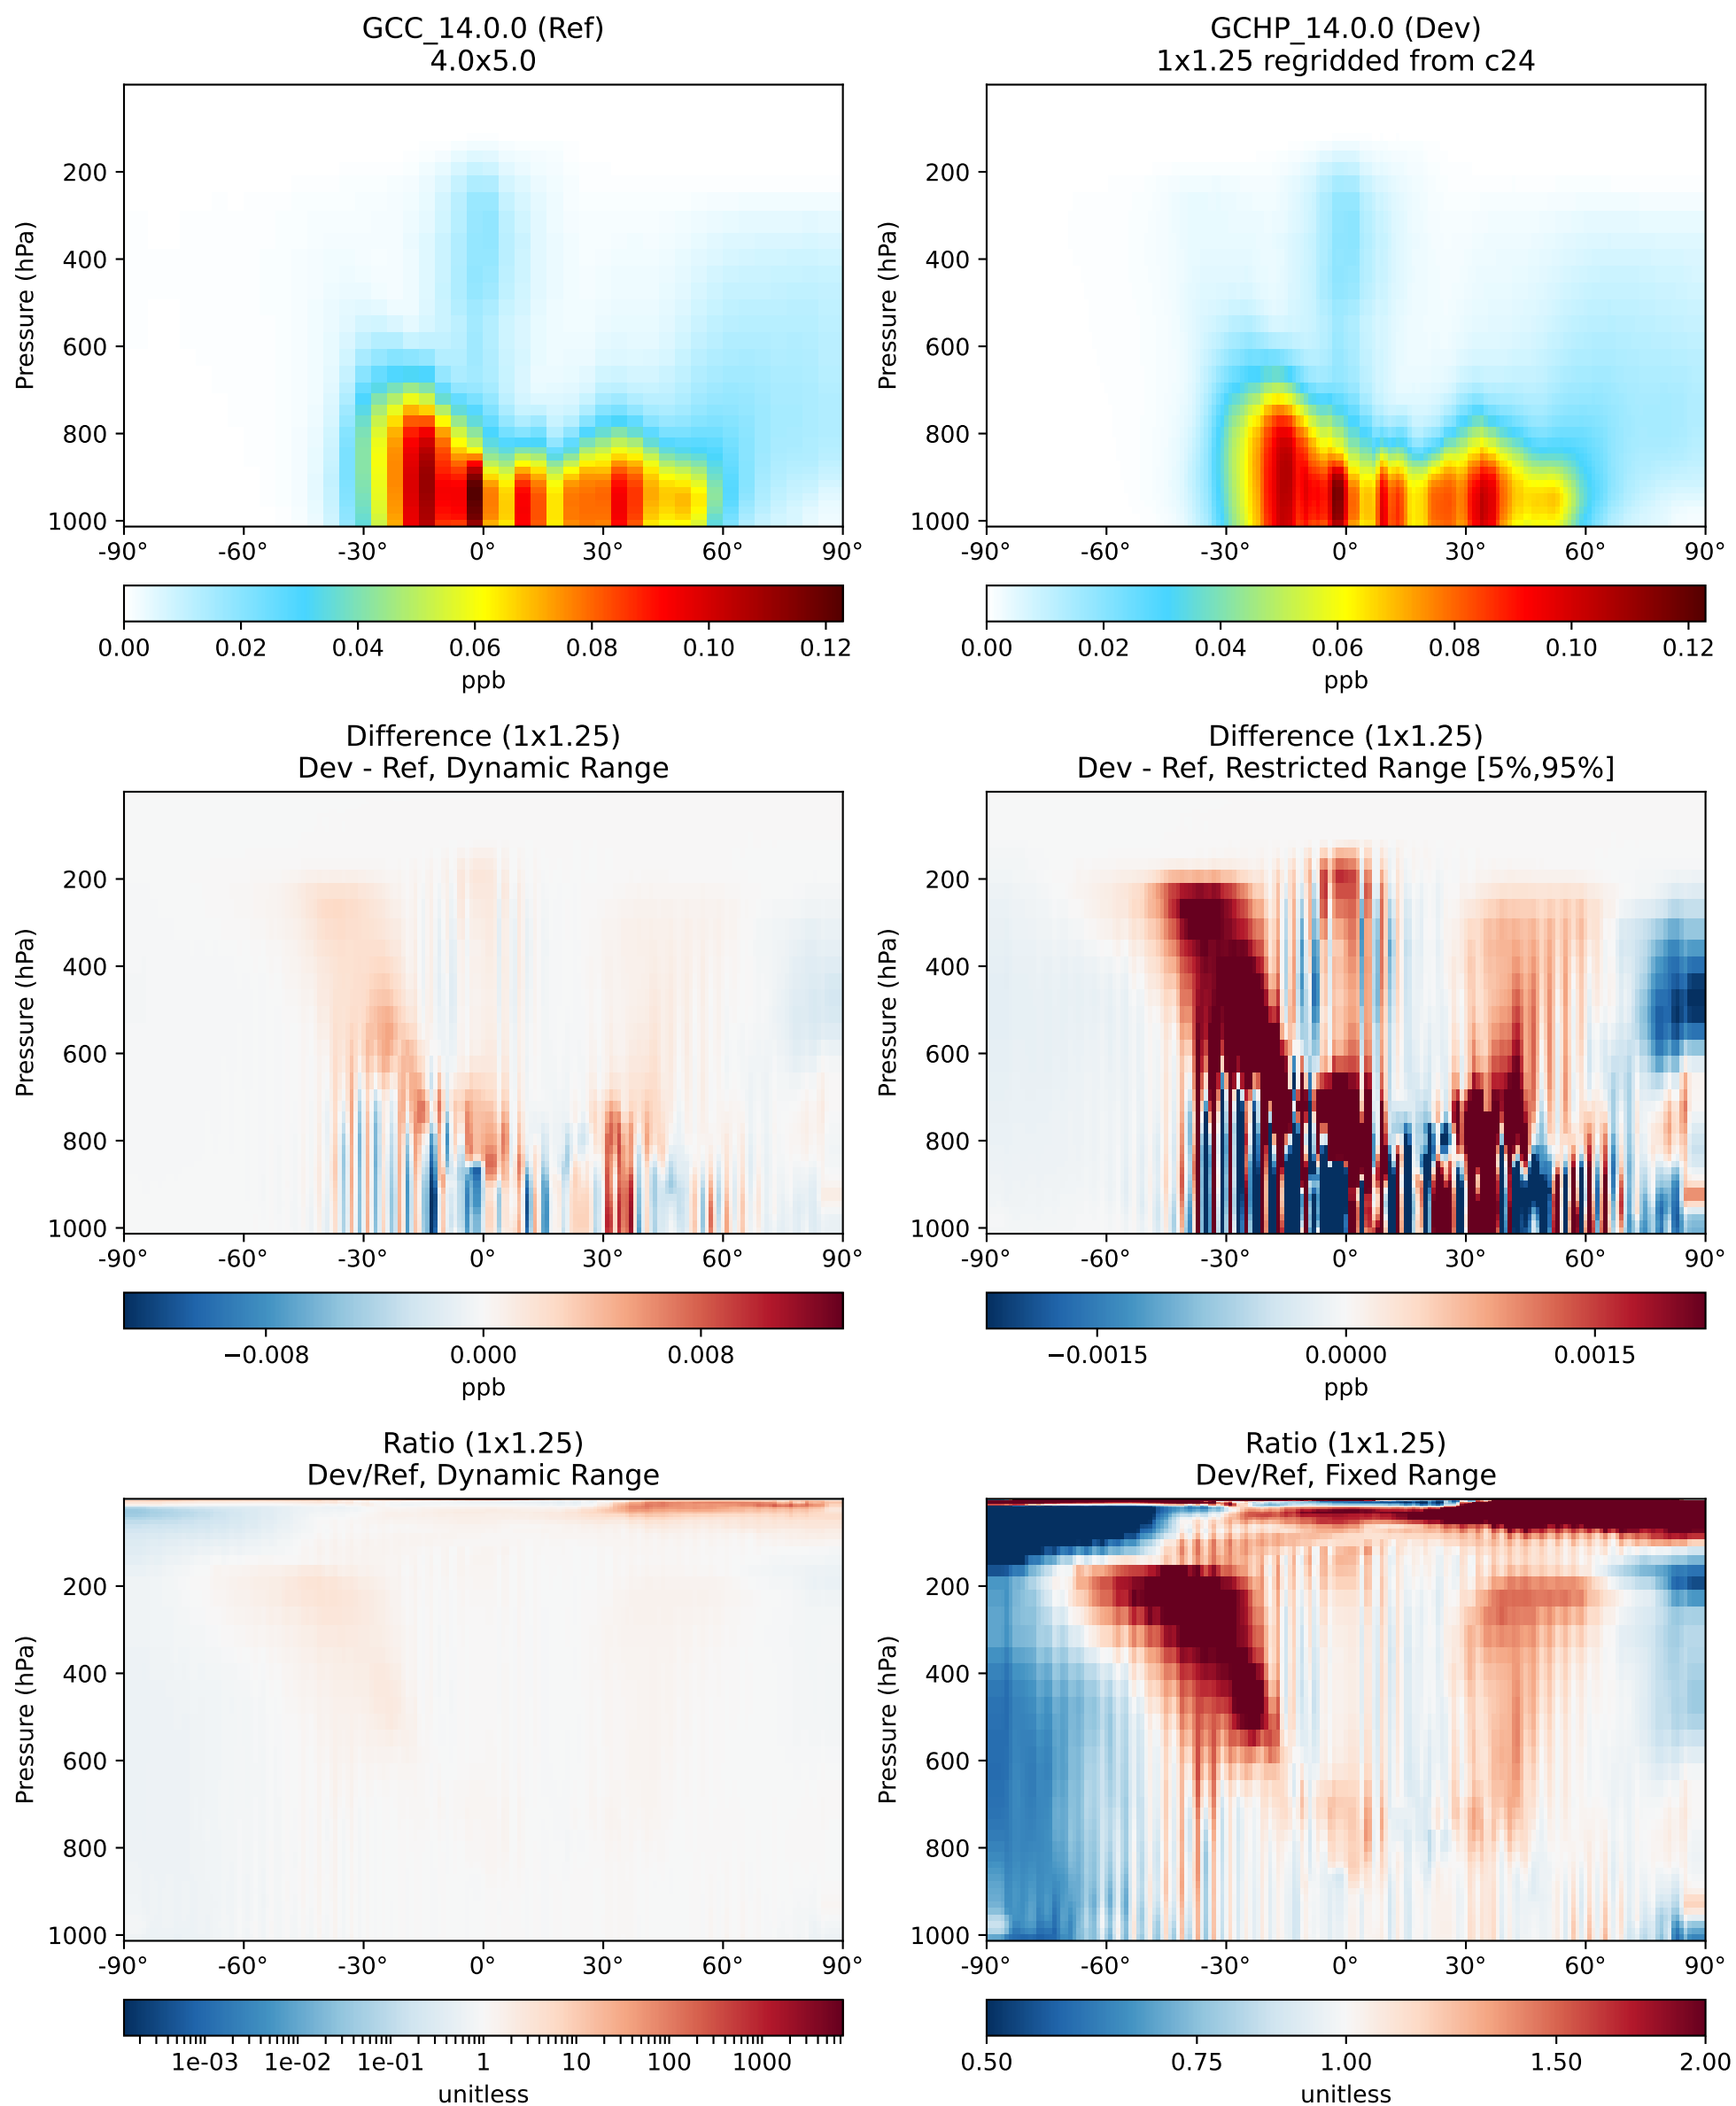 GCC_14.0.0 (Ref)
4.0x5.0
Pressure (hPa)
200
400
600
800
1000
-90° -60° -30° 0° 30° 60° 90°
0.00 0.02 0.04 0.06 0.08 0.10 0.12
ppb
GCHP_14.0.0 (Dev)
1x1.25 regridded from c24
Pressure (hPa)
200
400
600
800
1000
-90° -60° -30° 0° 30° 60° 90°
0.00 0.02 0.04 0.06 0.08 0.10 0.12
ppb
Difference (1x1.25)
Dev - Ref, Dynamic Range
Pressure (hPa)
200
400
600
800
1000
-90° -60° -30° 0° 30° 60° 90°
−0.008 0.000 0.008
ppb
Difference (1x1.25)
Dev - Ref, Restricted Range [5%,95%]
Pressure (hPa)
200
400
600
800
1000
-90° -60° -30° 0° 30° 60° 90°
−0.0015 0.0000 0.0015
ppb
Ratio (1x1.25)
Dev/Ref, Dynamic Range
Pressure (hPa)
200
400
600
800
1000
-90° -60° -30° 0° 30° 60° 90°
1e-03 1e-02 1e-01 1 10 100 1000
unitless
Ratio (1x1.25)
Dev/Ref, Fixed Range
Pressure (hPa)
200
400
600
800
1000
-90° -60° -30° 0° 30° 60° 90°
0.50 0.75 1.00 1.50 2.00
unitless